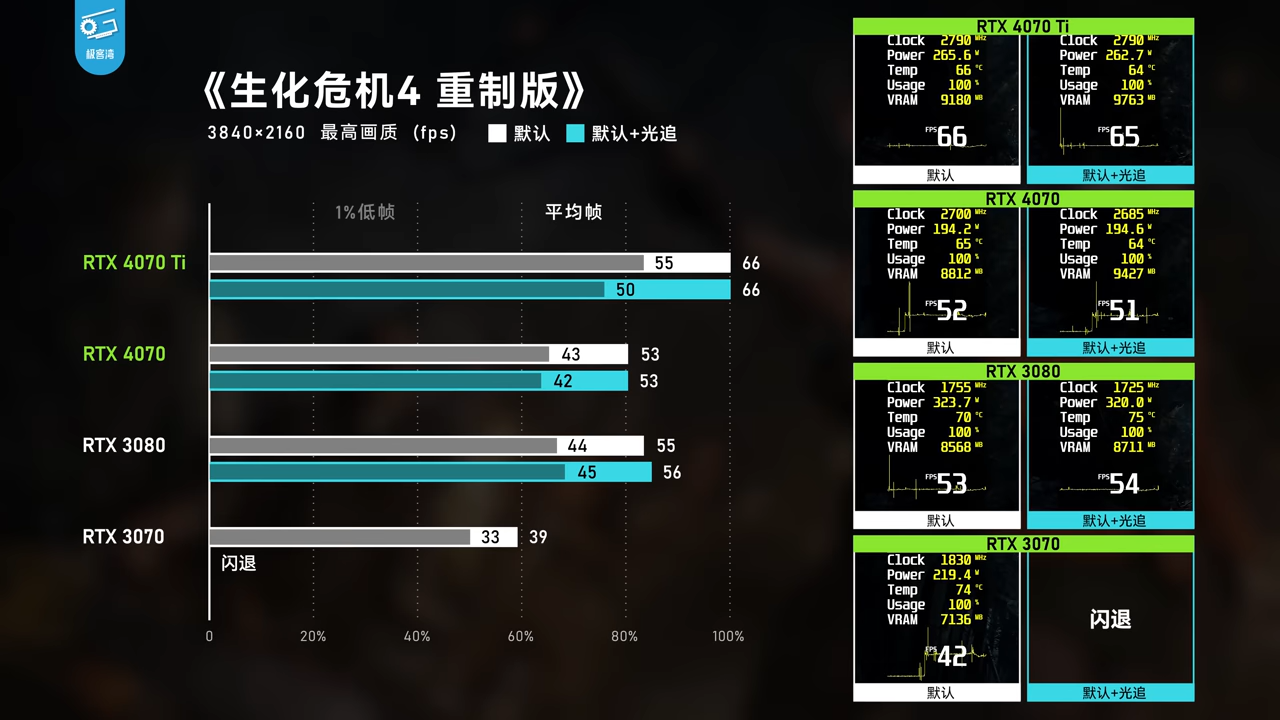 极客湾
《生化危机4 重制版》
3840×2160 最高画质 (fps) 默认 默认+光追
1%低帧 平均帧
RTX 4070 Ti
55 66
50 66
RTX 4070
43 53
42 53
RTX 3080
44 55
45 56
RTX 3070
33 39
闪退
0 20% 40% 60% 80% 100%
RTX 4070 Ti
Clock 2790 MHz
Power 265.6 W
Temp 66 °C
Usage 100 %
VRAM 9180 MB
FPS 66
默认
Clock 2790 MHz
Power 262.7 W
Temp 64 °C
Usage 100 %
VRAM 9763 MB
FPS 65
默认+光追
RTX 4070
Clock 2700 MHz
Power 194.2 W
Temp 65 °C
Usage 100 %
VRAM 8812 MB
FPS 52
默认
Clock 2685 MHz
Power 194.6 W
Temp 64 °C
Usage 100 %
VRAM 9427 MB
FPS 51
默认+光追
RTX 3080
Clock 1755 MHz
Power 323.7 W
Temp 70 °C
Usage 100 %
VRAM 8568 MB
FPS 53
默认
Clock 1725 MHz
Power 320.0 W
Temp 75 °C
Usage 100 %
VRAM 8711 MB
FPS 54
默认+光追
RTX 3070
Clock 1830 MHz
Power 219.4 W
Temp 74 °C
Usage 100 %
VRAM 7136 MB
FPS 42
默认
闪退
默认+光追